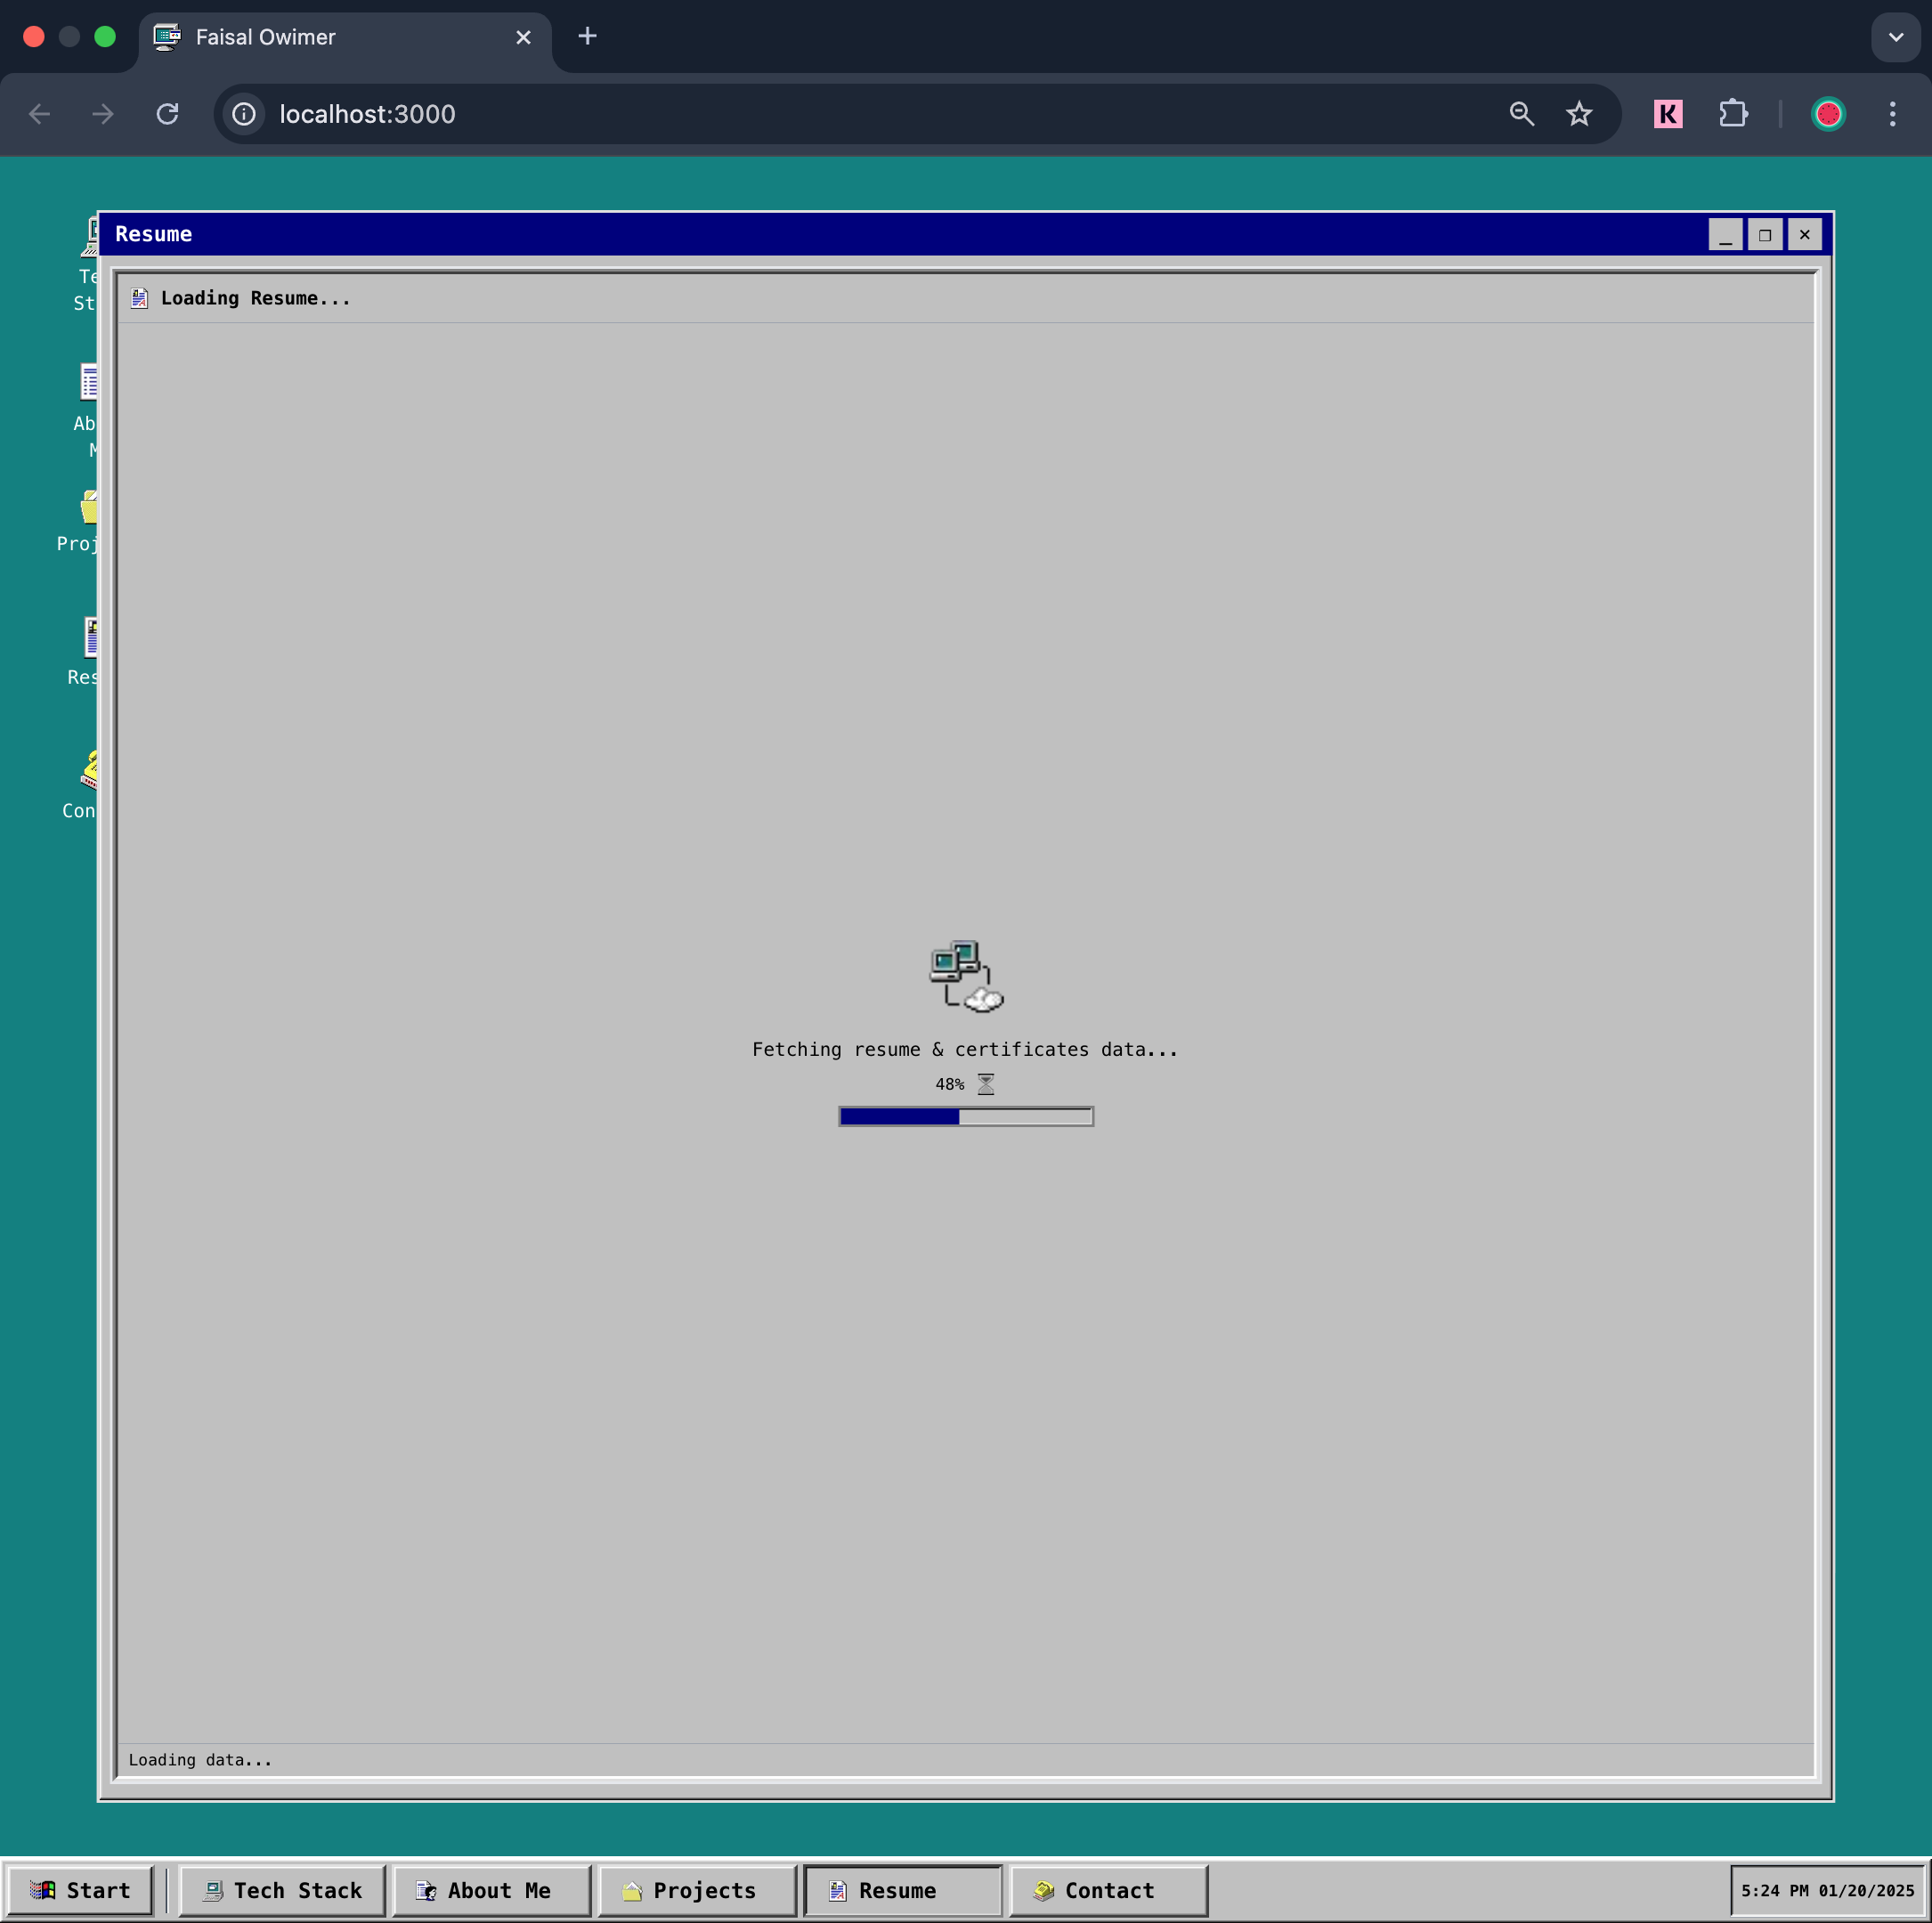 Faisal Owimer
localhost:3000
K
Resume
Loading Resume...
Te
St
Ab
M
Proj
Res
Con
Fetching resume & certificates data...
48%
Loading data...
Start
Tech Stack
About Me
Projects
Resume
Contact
5:24 PM 01/20/2025